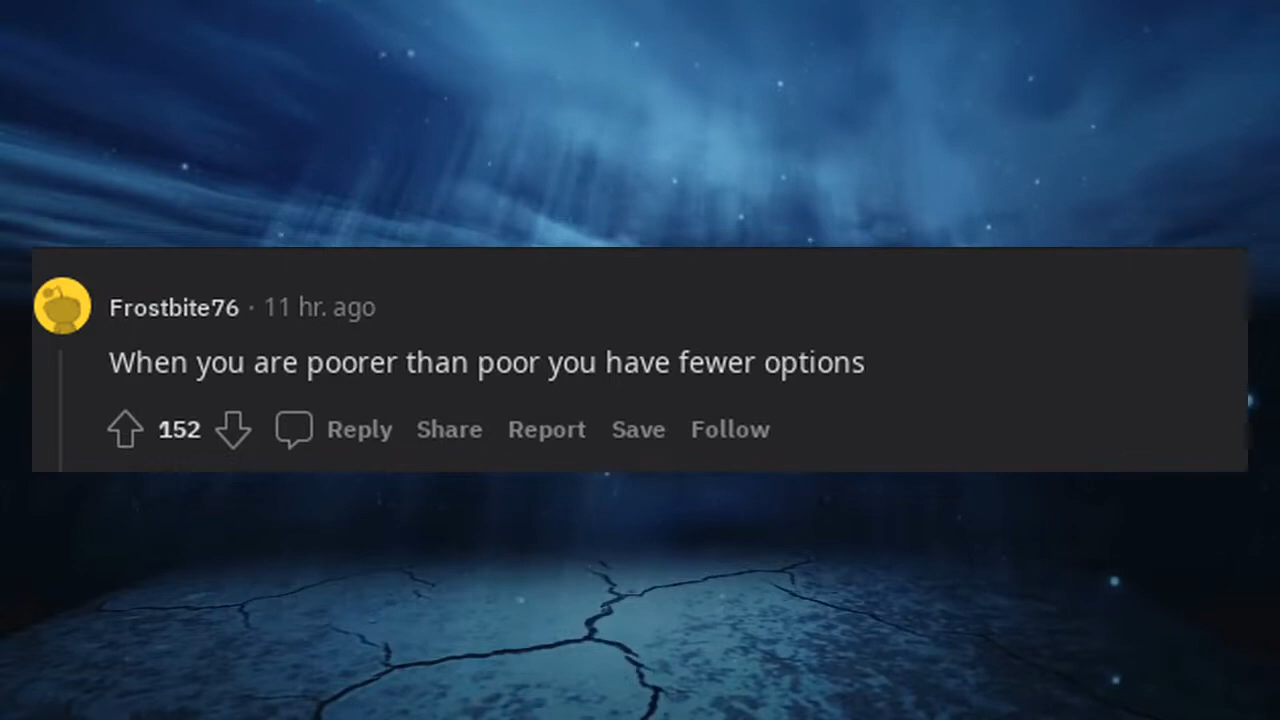 Frostbite76 · 11 hr. ago
When you are poorer than poor you have fewer options
152 Reply Share Report Save Follow